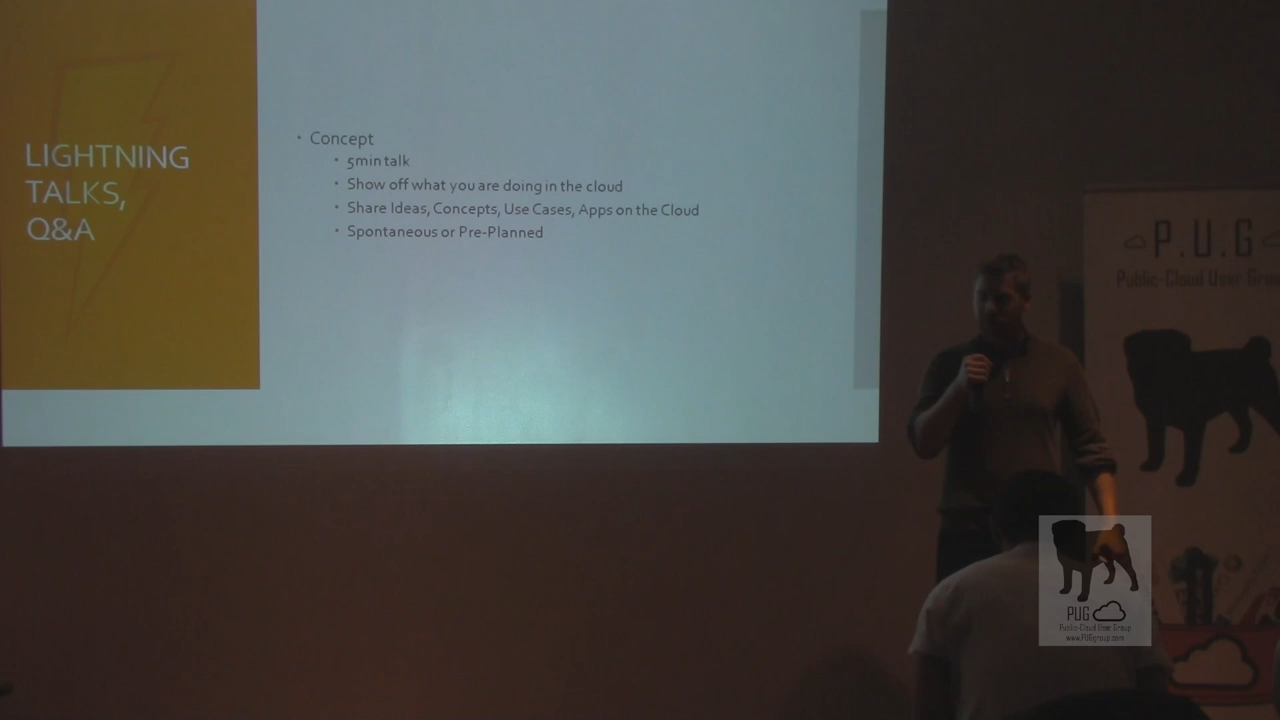 LIGHTNING
TALKS,
Q&A
• Concept
• 5min talk
• Show off what you are doing in the cloud
• Share Ideas, Concepts, Use Cases, Apps on the Cloud
• Spontaneous or Pre-Planned
P.U.G
Public-Cloud User Grou
PUG
Public-Cloud User Group
www.PUGgroup.com